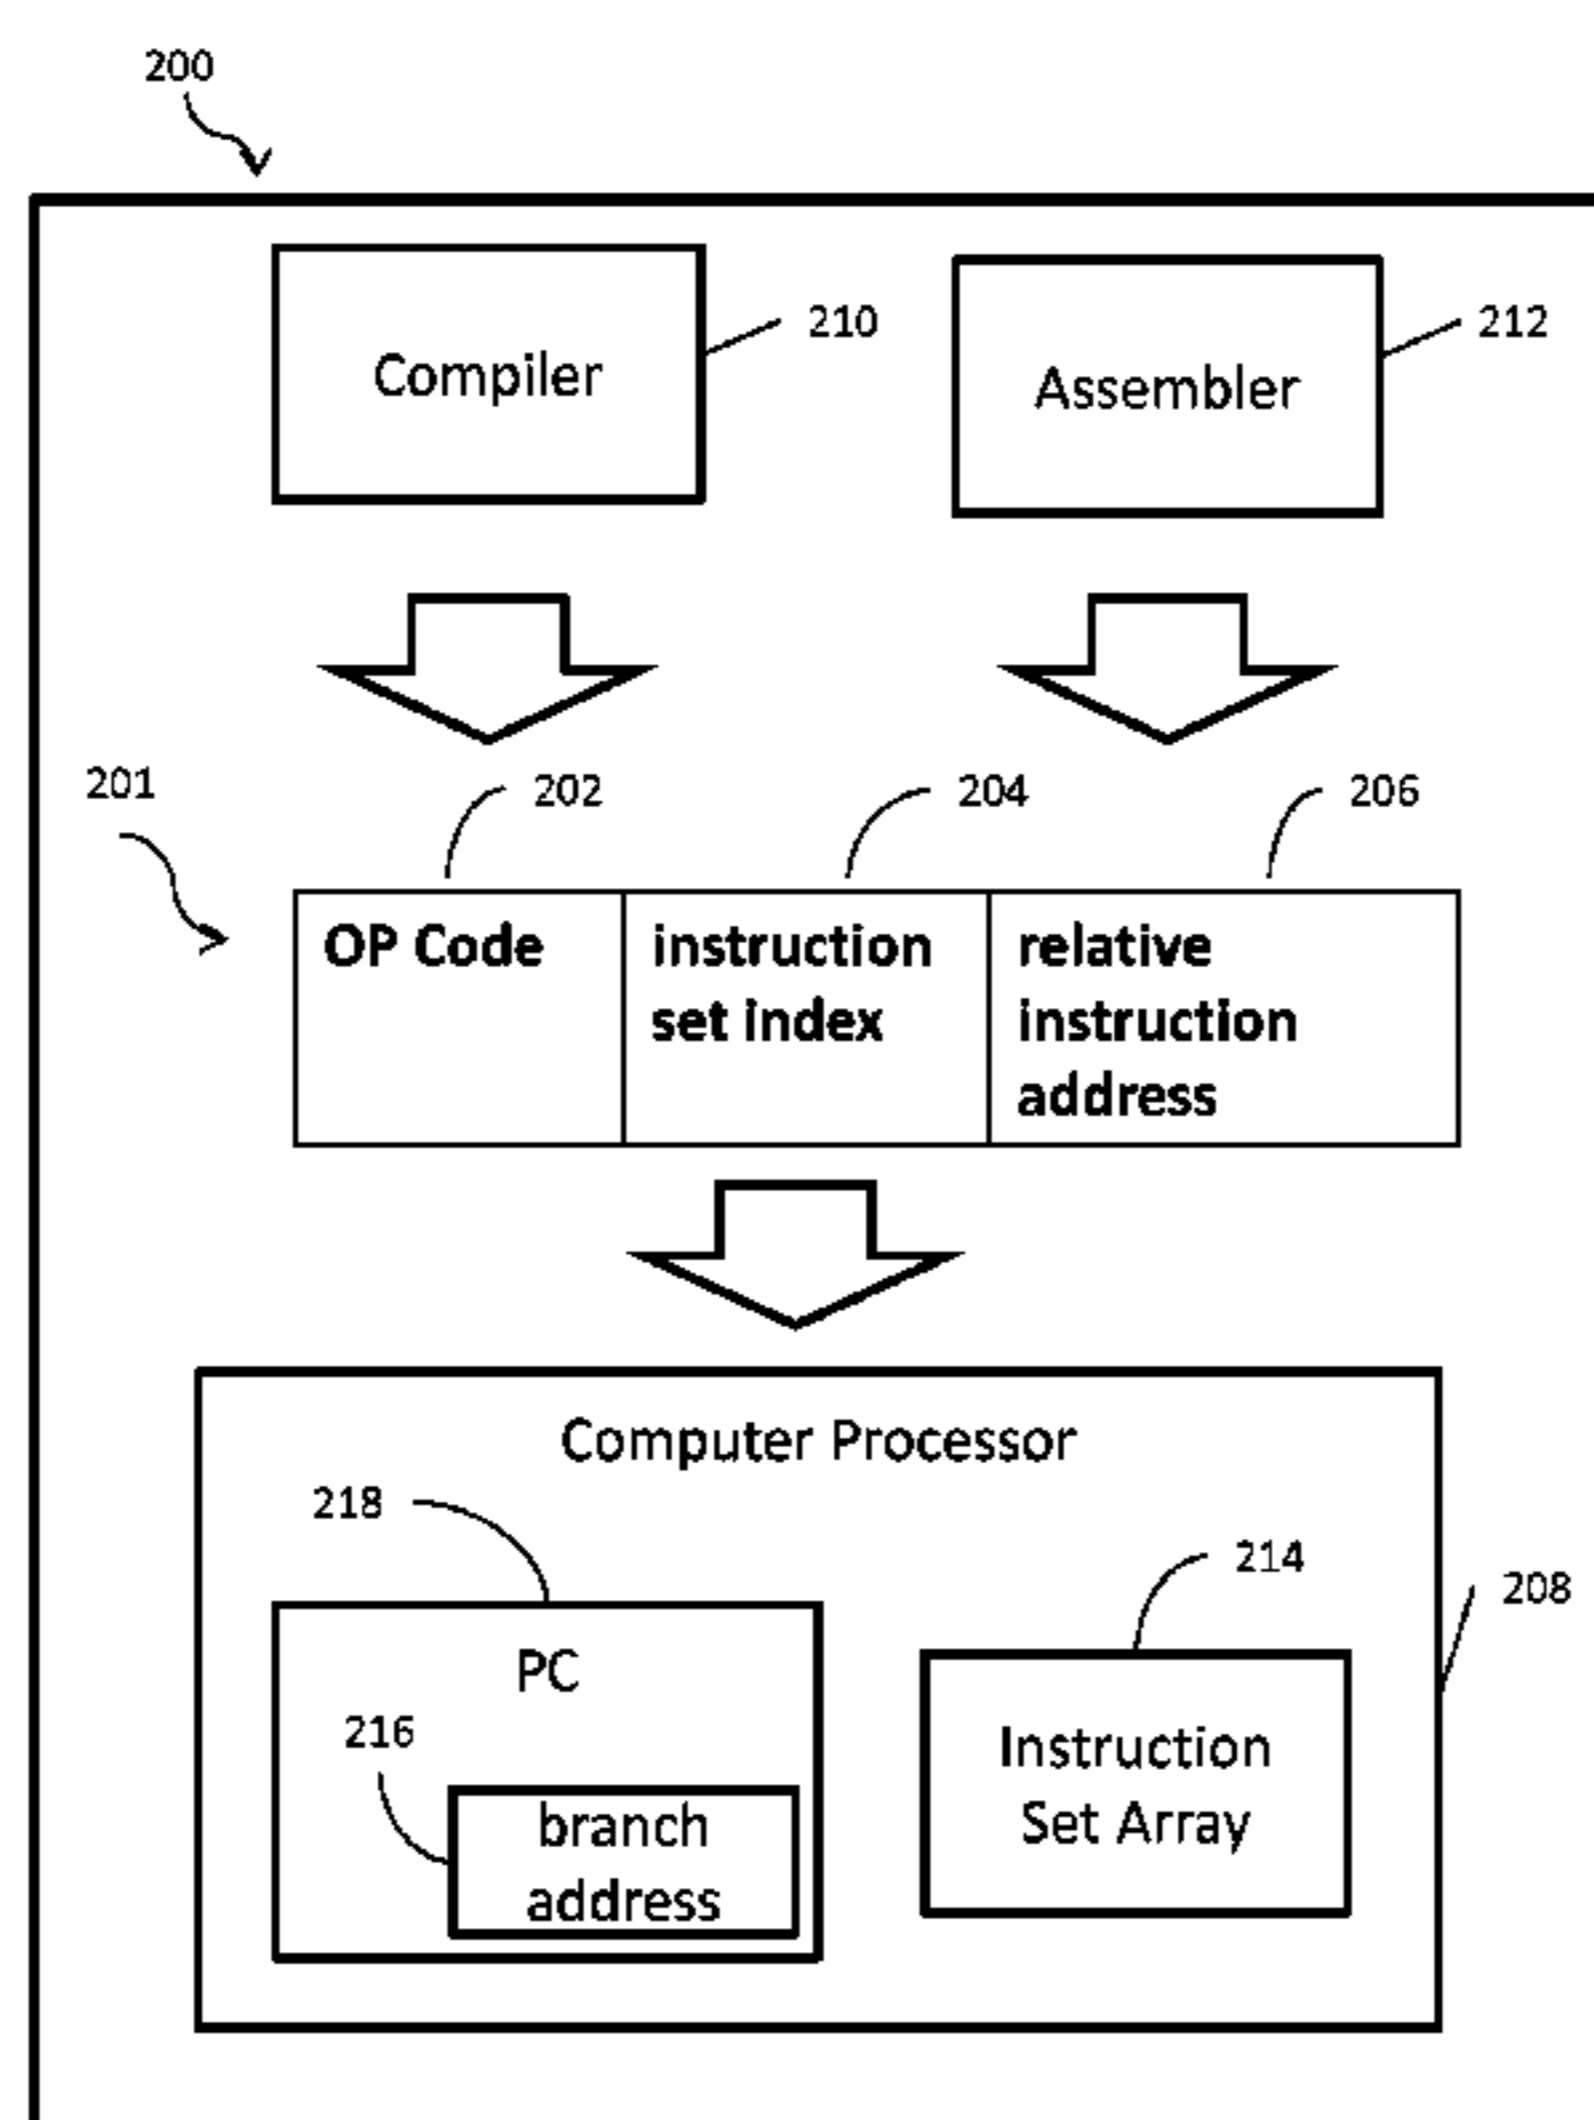 200
210
212
Compiler
Assembler
201
202
204
206
OP Code
instruction
set index
relative
instruction
address
Computer Processor
218
214
208
PC
216
Instruction
Set Array
branch
address